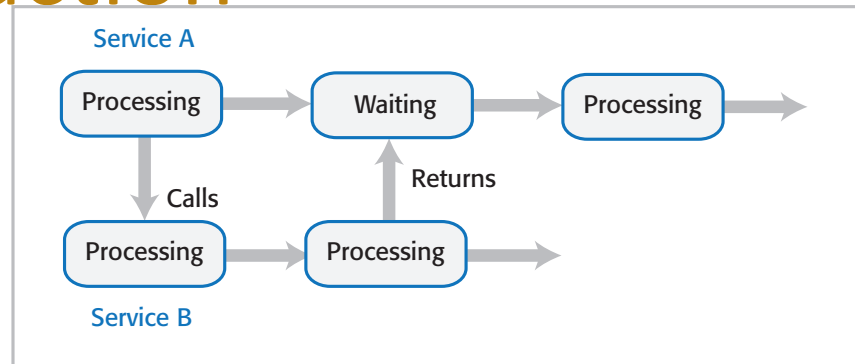 Service A
Processing
Waiting
Processing
Calls
Returns
Processing
Processing
Service B